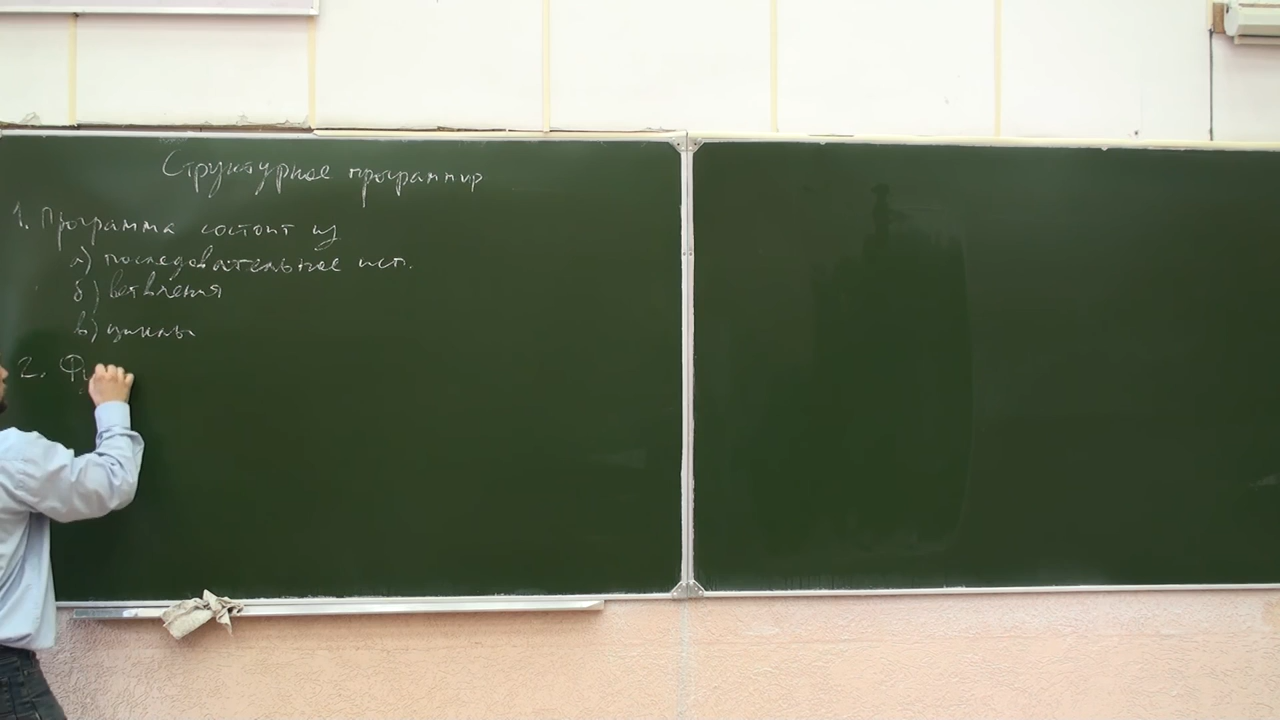 Структурное программир.
1. Программа состоит из
а) последовательное исп.
б) ветвления
в) циклы
2. Ф